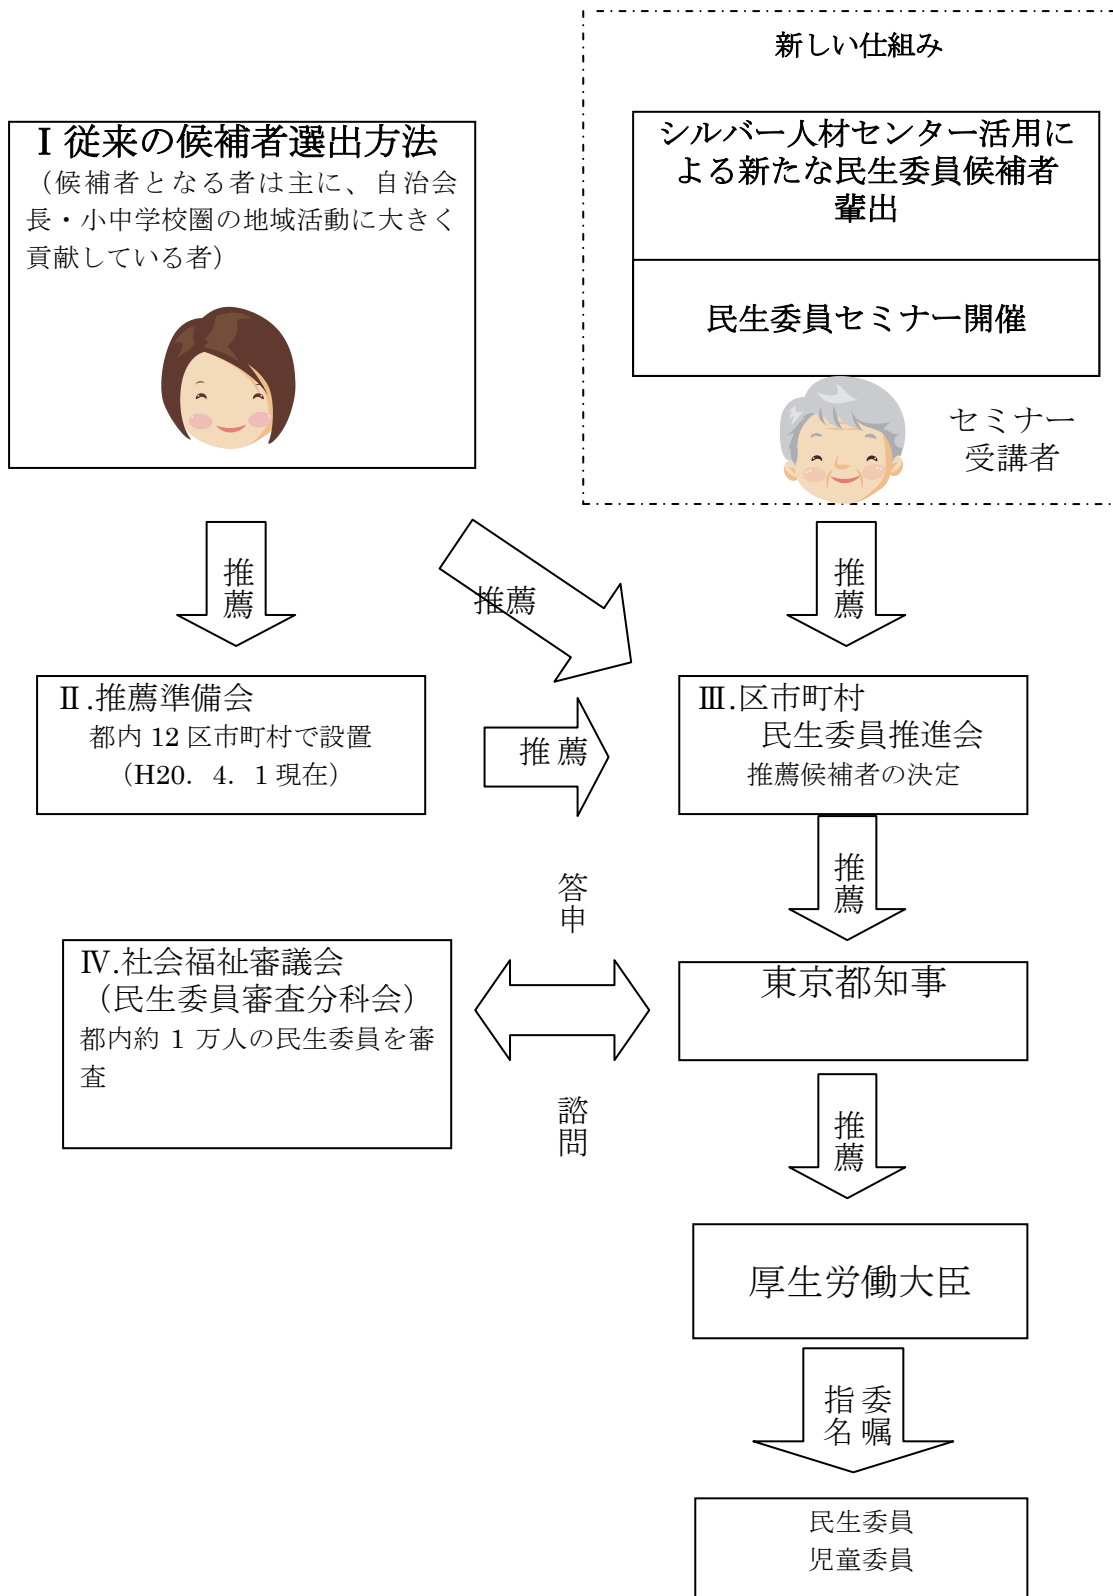 新しい仕組み
シルバー人材センター活用に
よる新たな民生委員候補者
輩出
民生委員セミナー開催
セミナー
受講者
Ⅰ従来の候補者選出方法
（候補者となる者は主に、自治会
長・小中学校圏の地域活動に大きく
貢献している者）
推薦
推薦
推薦
Ⅱ.推薦準備会
都内 12 区市町村で設置
（H20．4．1 現在）
推薦
Ⅲ.区市町村
民生委員推進会
推薦候補者の決定
推薦
答申
Ⅳ.社会福祉審議会
（民生委員審査分科会）
都内約 1 万人の民生委員を審
査
諮問
東京都知事
推薦
厚生労働大臣
委嘱
指名
民生委員
児童委員